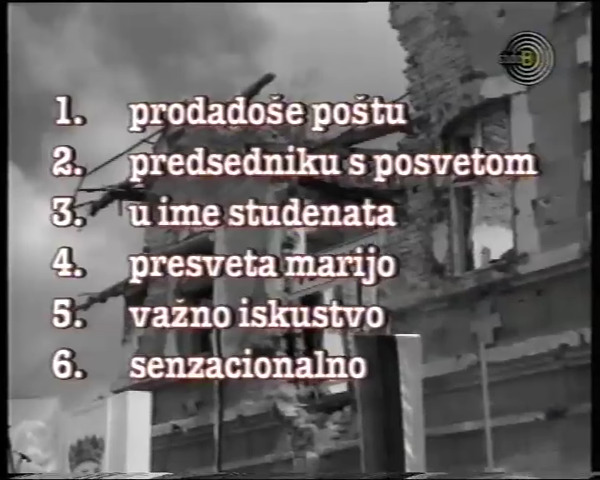 1. prodadoše poštu
2. predsedniku s posvetom
3. u ime studenata
4. presveta marijo
5. važno iskustvo
6. senzacionalno